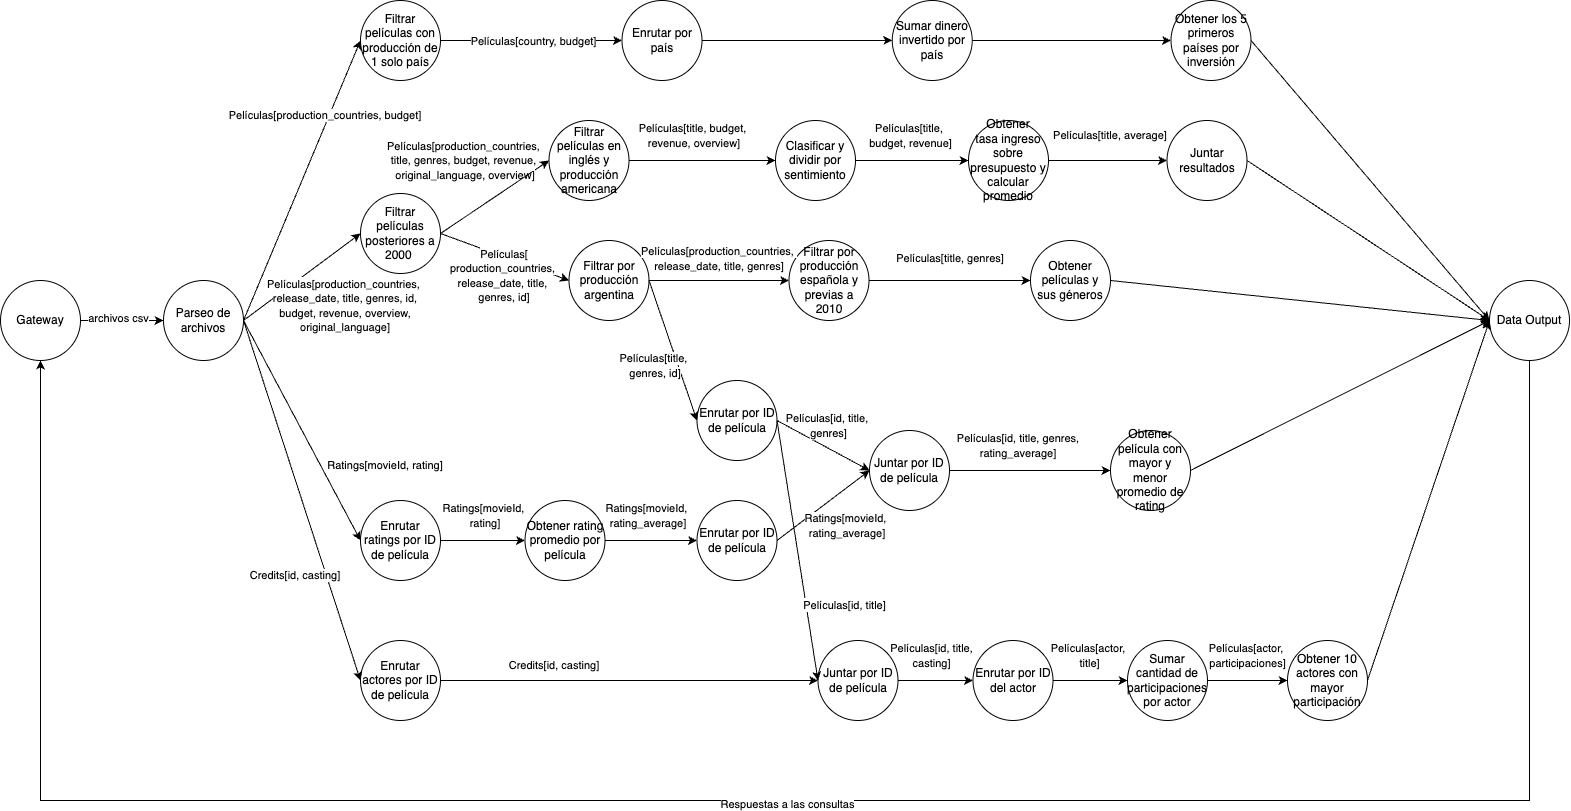 Filtrar
películas con
producción de
1 solo país
Películas[country, budget]
Enrutar por
país
Sumar dinero
invertido por
país
Obtener los 5
primeros
países por
inversión
Películas[production_countries, budget]
Películas[production_countries,
title, genres, budget, revenue,
original_language, overview]
Filtrar
películas en
inglés y
producción
americana
Películas[title, budget,
revenue, overview]
Clasificar y
dividir por
sentimiento
Películas[title,
budget, revenue]
Obtener
tasa ingreso
sobre
presupuesto y
calcular
promedio
Películas[title, average]
Juntar
resultados
Filtrar
películas
posteriores a
2000
Películas[
production_countries,
release_date, title,
genres, id]
Filtrar por
producción
argentina
Películas[production_countries,
release_date, title, genres]
Filtrar por
producción
española y
previas a
2010
Películas[title, genres]
Obtener
películas y
sus géneros
Gateway
archivos csv
Parseo de
archivos
Películas[production_countries,
release_date, title, genres, id,
budget, revenue, overview,
original_language]
Data Output
Películas[title,
genres, id]
Enrutar por ID
de película
Películas[id, title,
genres]
Juntar por ID
de película
Películas[id, title, genres,
rating_average]
Obtener
película con
mayor y
menor
promedio de
rating
Ratings[movieId, rating]
Enrutar
ratings por ID
de película
Ratings[movieId,
rating]
Obtener rating
promedio por
película
Ratings[movieId,
rating_average]
Enrutar por ID
de película
Ratings[movieId,
rating_average]
Credits[id, casting]
Películas[id, title]
Enrutar
actores por ID
de película
Credits[id, casting]
Juntar por ID
de película
Películas[id, title,
casting]
Enrutar por ID
del actor
Películas[actor,
title]
Sumar
cantidad de
participaciones
por actor
Películas[actor,
participaciones]
Obtener 10
actores con
mayor
participación
Respuestas a las consultas